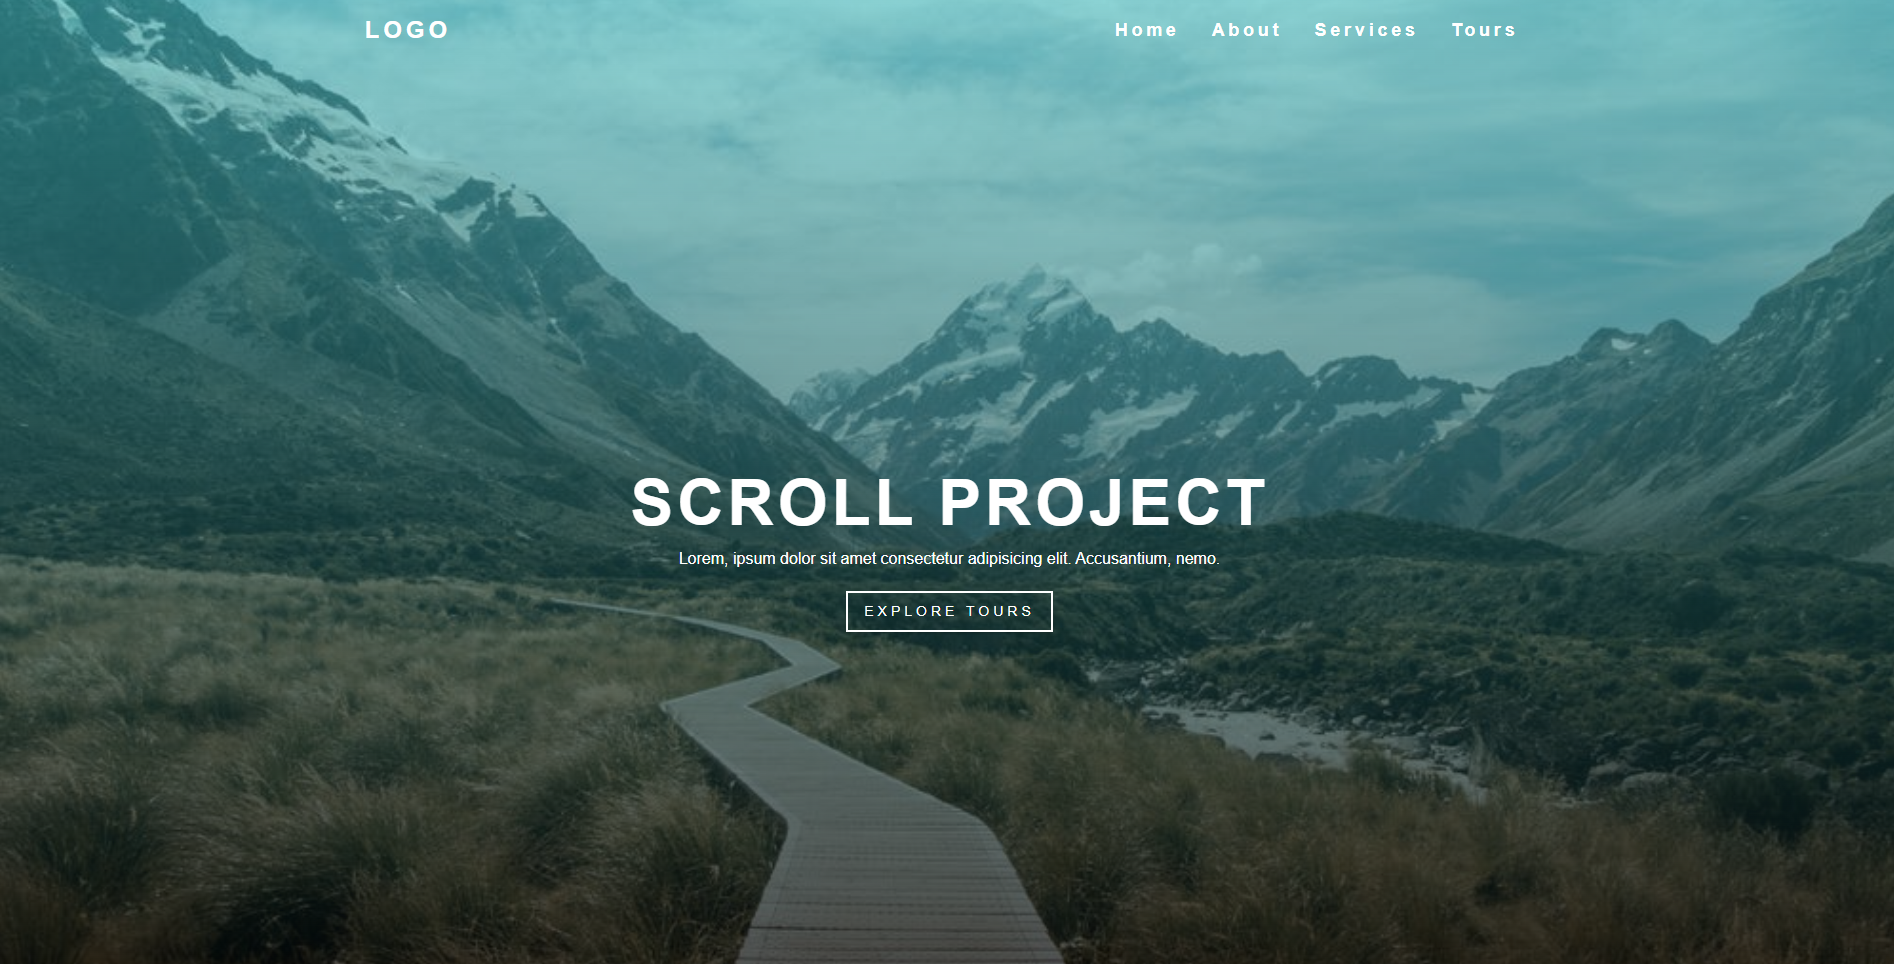 LOGO
Home About Services Tours
SCROLL PROJECT
Lorem, ipsum dolor sit amet consectetur adipisicing elit. Accusantium, nemo.
EXPLORE TOURS